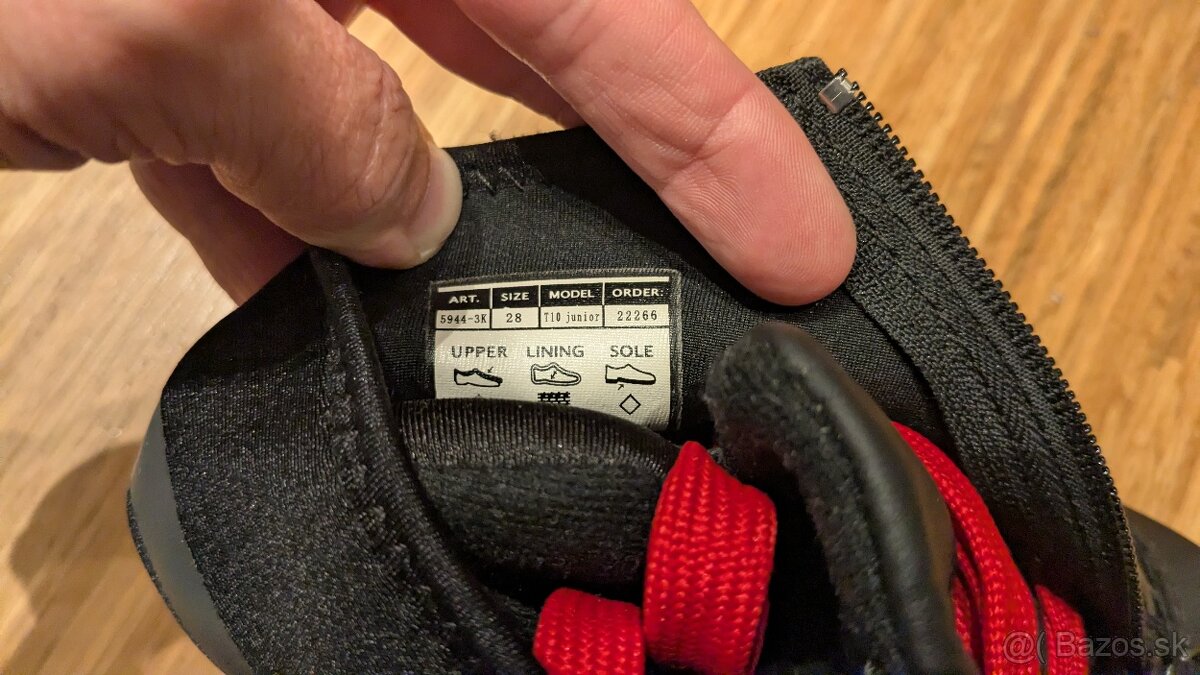 ART. SIZE MODEL ORDER
5944-3K 28 T10 junior 22266
UPPER LINING SOLE
@( Bazos.sk